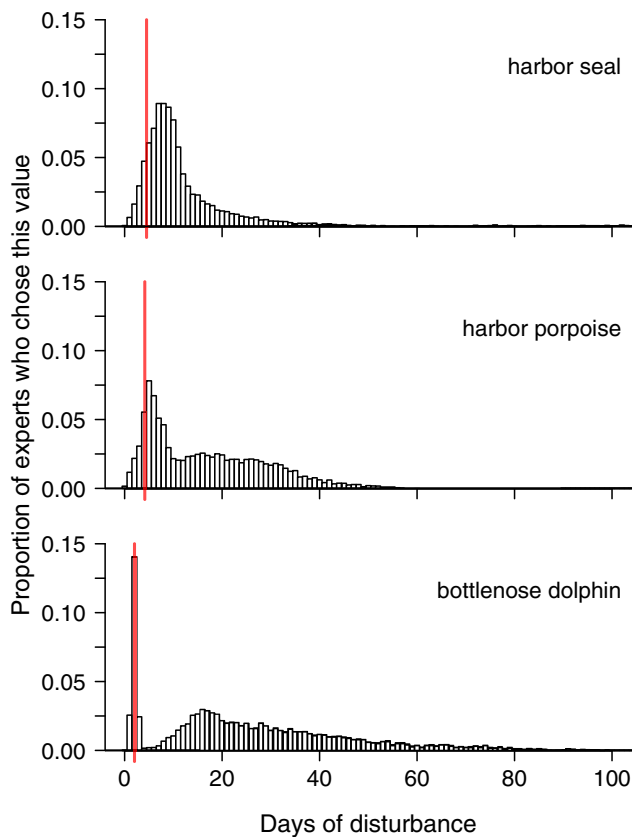 0.15
harbor seal
0.10
0.05
0.00
0.15
harbor porpoise
0.10
0.05
0.00
0.15
bottlenose dolphin
0.10
0.05
0.00
0 20 40 60 80 100
Days of disturbance
Proportion of experts who chose this value